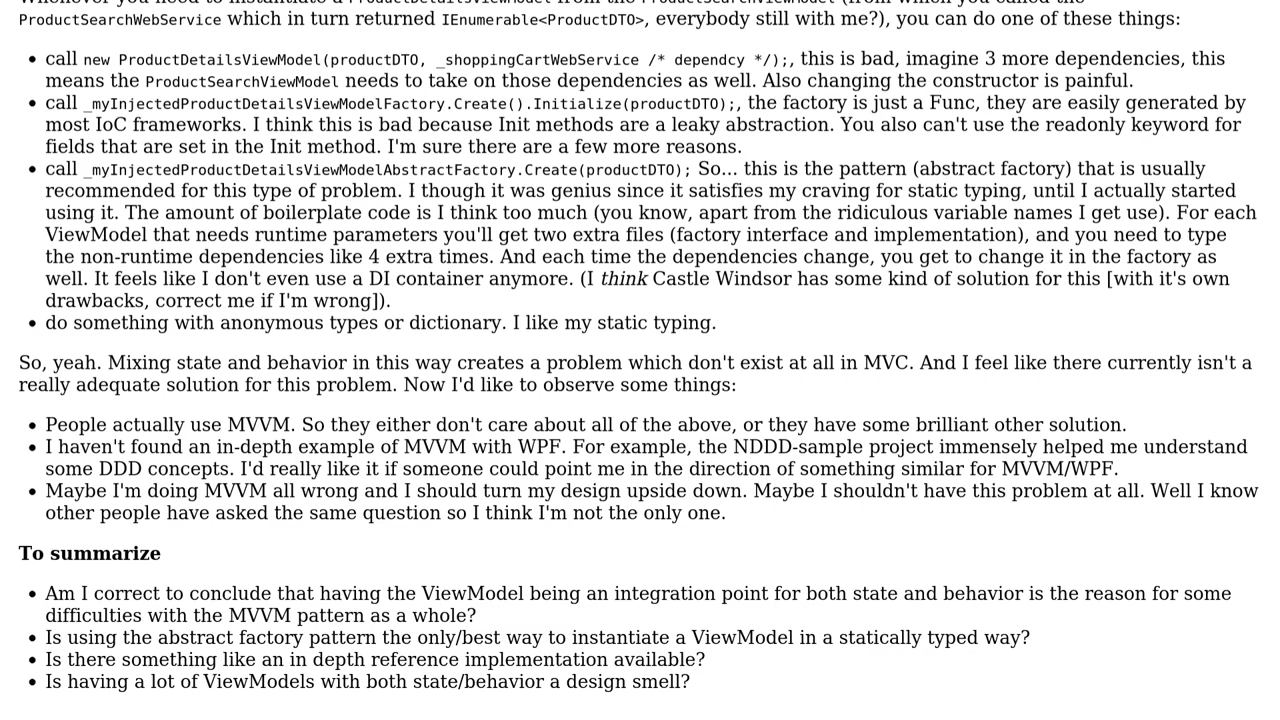 ProductSearchWebService which in turn returned IEnumerable<ProductDTO>, everybody still with me?), you can do one of these things:
• call new ProductDetailsViewModel(productDTO, _shoppingCartWebService /* dependcy */);, this is bad, imagine 3 more dependencies, this
means the ProductSearchViewModel needs to take on those dependencies as well. Also changing the constructor is painful.
• call _myInjectedProductDetailsViewModelFactory.Create().Initialize(productDTO);, the factory is just a Func, they are easily generated by
most IoC frameworks. I think this is bad because Init methods are a leaky abstraction. You also can't use the readonly keyword for
fields that are set in the Init method. I'm sure there are a few more reasons.
• call _myInjectedProductDetailsViewModelAbstractFactory.Create(productDTO); So... this is the pattern (abstract factory) that is usually
recommended for this type of problem. I though it was genius since it satisfies my craving for static typing, until I actually started
using it. The amount of boilerplate code is I think too much (you know, apart from the ridiculous variable names I get use). For each
ViewModel that needs runtime parameters you'll get two extra files (factory interface and implementation), and you need to type
the non-runtime dependencies like 4 extra times. And each time the dependencies change, you get to change it in the factory as
well. It feels like I don't even use a DI container anymore. (I think Castle Windsor has some kind of solution for this [with it's own
drawbacks, correct me if I'm wrong]).
• do something with anonymous types or dictionary. I like my static typing.
So, yeah. Mixing state and behavior in this way creates a problem which don't exist at all in MVC. And I feel like there currently isn't a
really adequate solution for this problem. Now I'd like to observe some things:
• People actually use MVVM. So they either don't care about all of the above, or they have some brilliant other solution.
• I haven't found an in-depth example of MVVM with WPF. For example, the NDDD-sample project immensely helped me understand
some DDD concepts. I'd really like it if someone could point me in the direction of something similar for MVVM/WPF.
• Maybe I'm doing MVVM all wrong and I should turn my design upside down. Maybe I shouldn't have this problem at all. Well I know
other people have asked the same question so I think I'm not the only one.
To summarize
• Am I correct to conclude that having the ViewModel being an integration point for both state and behavior is the reason for some
difficulties with the MVVM pattern as a whole?
• Is using the abstract factory pattern the only/best way to instantiate a ViewModel in a statically typed way?
• Is there something like an in depth reference implementation available?
• Is having a lot of ViewModels with both state/behavior a design smell?